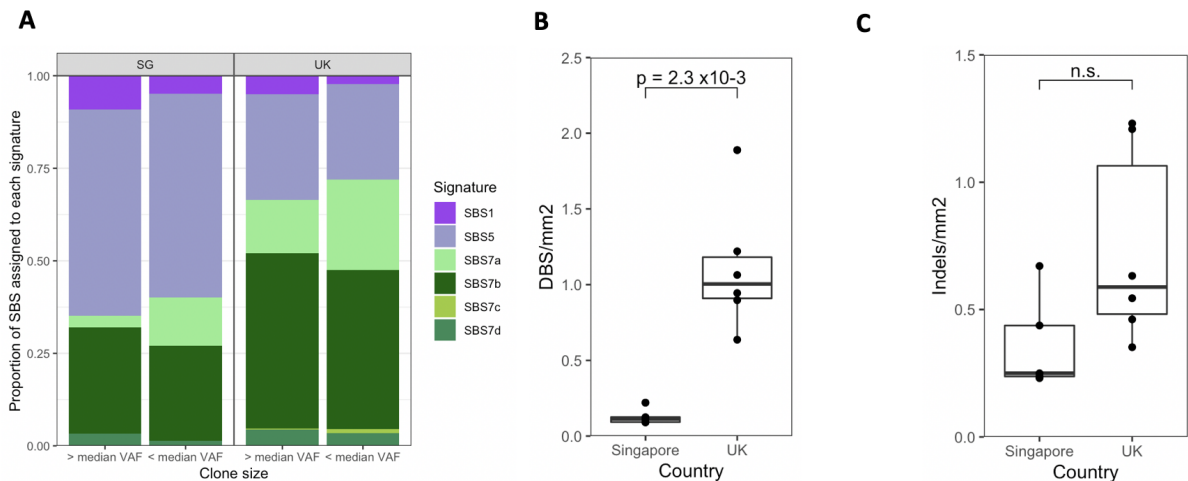 A
SG
UK
Proportion of SBS assigned to each signature
1.00
0.75
0.50
0.25
0.00
> median VAF
< median VAF
> median VAF
< median VAF
Clone size
Signature
SBS1
SBS5
SBS7a
SBS7b
SBS7c
SBS7d
B
DBS/mm2
2.5
2.0
1.5
1.0
0.5
0.0
p = 2.3 x10-3
Singapore
UK
Country
C
Indels/mm2
1.5
1.0
0.5
0.0
n.s.
Singapore
UK
Country